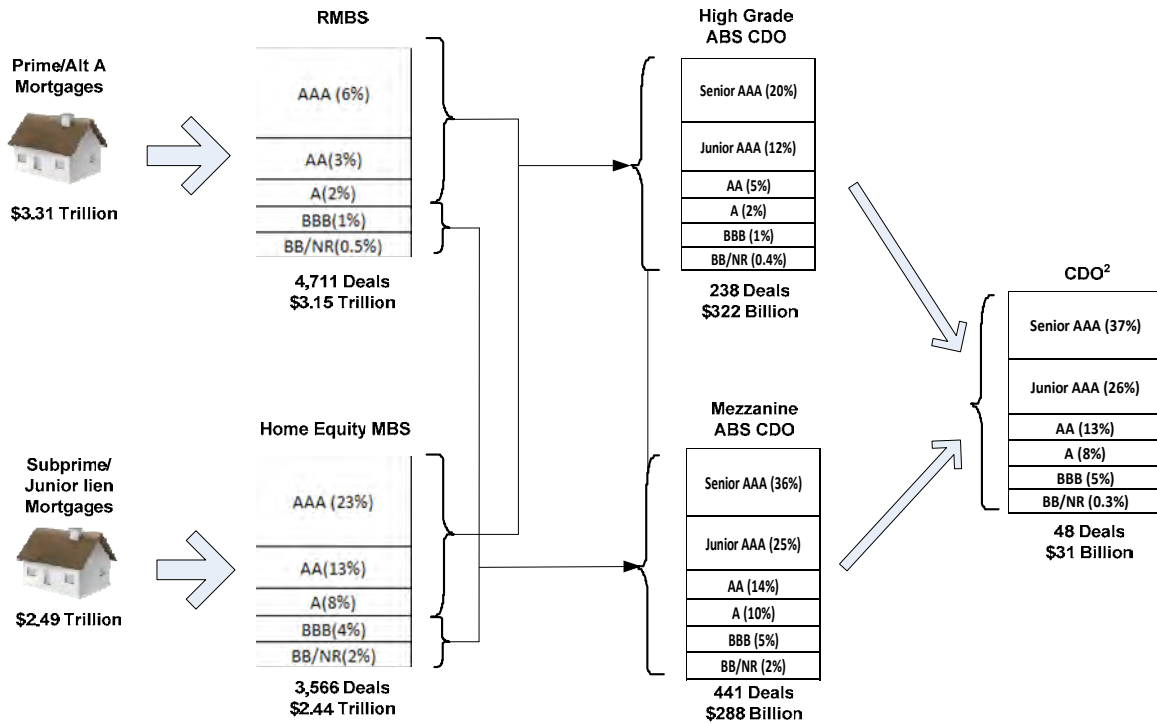 Prime/Alt A
Mortgages
$3.31 Trillion
RMBS
AAA (6%)
AA(3%)
A(2%)
BBB(1%)
BB/NR(0.5%)
4,711 Deals
$3.15 Trillion
High Grade
ABS CDO
Senior AAA (20%)
Junior AAA (12%)
AA (5%)
A (2%)
BBB (1%)
BB/NR (0.4%)
238 Deals
$322 Billion
Subprime/
Junior lien
Mortgages
$2.49 Trillion
Home Equity MBS
AAA (23%)
AA(13%)
A(8%)
BBB(4%)
BB/NR(2%)
3,566 Deals
$2.44 Trillion
Mezzanine
ABS CDO
Senior AAA (36%)
Junior AAA (25%)
AA (14%)
A (10%)
BBB (5%)
BB/NR (2%)
441 Deals
$288 Billion
CDO²
Senior AAA (37%)
Junior AAA (26%)
AA (13%)
A (8%)
BBB (5%)
BB/NR (0.3%)
48 Deals
$31 Billion